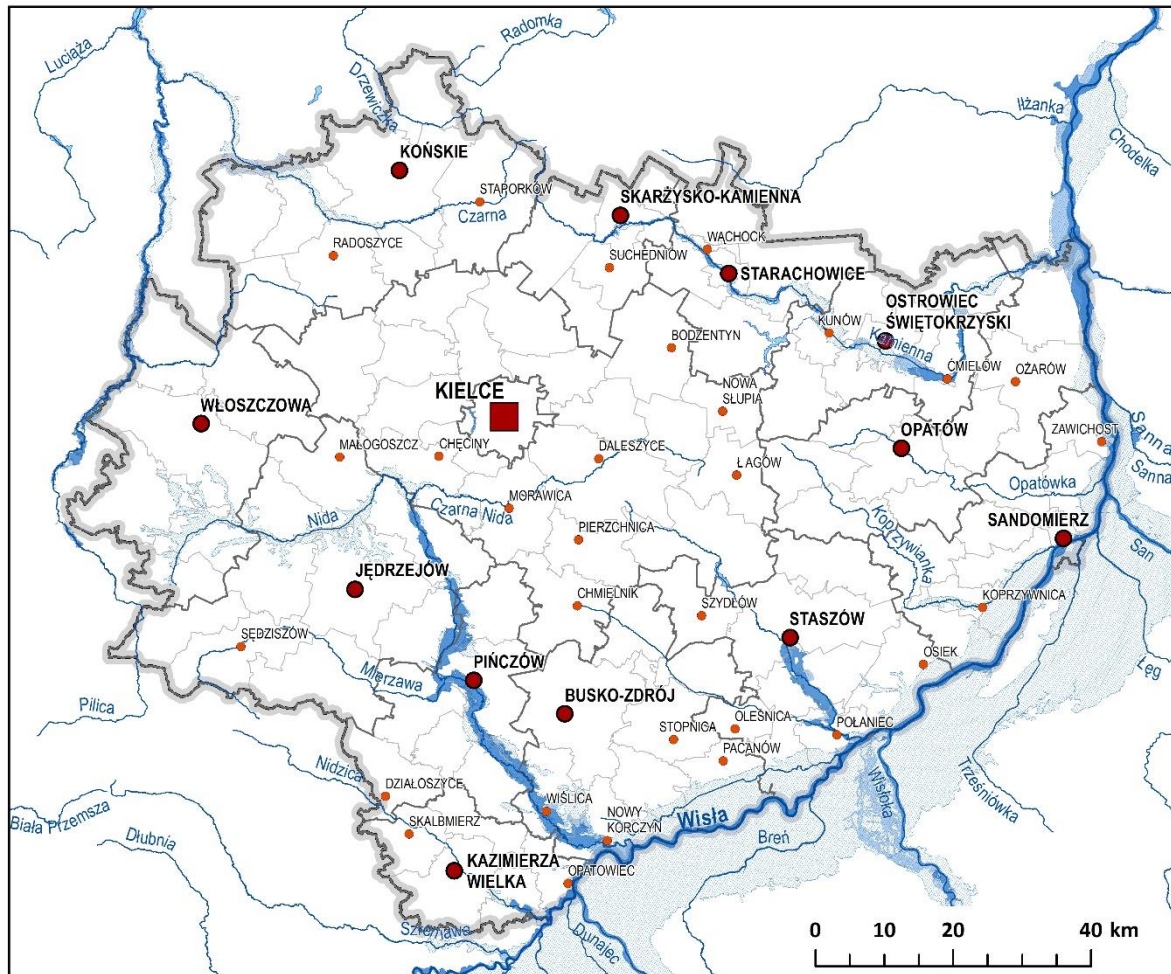 Radomka
Luciąża
Drzewiczka
Iłżanka
Chodelka
KOŃSKIE
STAPORKÓW
SKARŻYSKO-KAMIENNA
Czarna
WĄCHOCK
RADOSZYCE
SUCHEDNIÓW
STARACHOWICE
OSTROWIEC
ŚWIĘTOKRZYSKI
KUNÓW
Kamienna
BODZENTYN
ĆMIELÓW
OŻARÓW
KIELCE
NOWA
SŁUPIA
WŁOSZCZOWA
OPATÓW
ZAWICHOST
Sanna
MAŁOGOSZCZ
CHĘCINY
DALESZYCE
Sanna
ŁAGÓW
Opatówka
MORAWICA
Czarna Nida
Nida
PIERZCHNICA
Koprzywianka
SANDOMIERZ
San
JĘDRZEJÓW
CHMIELNIK
SZYDŁÓW
KOPRZYWNICA
STASZÓW
SĘDZISZÓW
OSIEK
Łęg
Mierzawa
PIŃCZÓW
BUSKO-ZDRÓJ
Pilica
OLEŚNICA
STOPNICA
POŁANIEC
PACANÓW
Nidzica
Wisłoka
Trześniówka
DZIAŁOSZYCE
WIŚLICA
NOWY
KORCZYN
Wisła
Biała Przemsza
Dłubnia
SKALBMIERZ
Breń
KAZIMIERZA
WIELKA
OPATOWIEC
Szreniawa
Dunajec
0 10 20 40 km